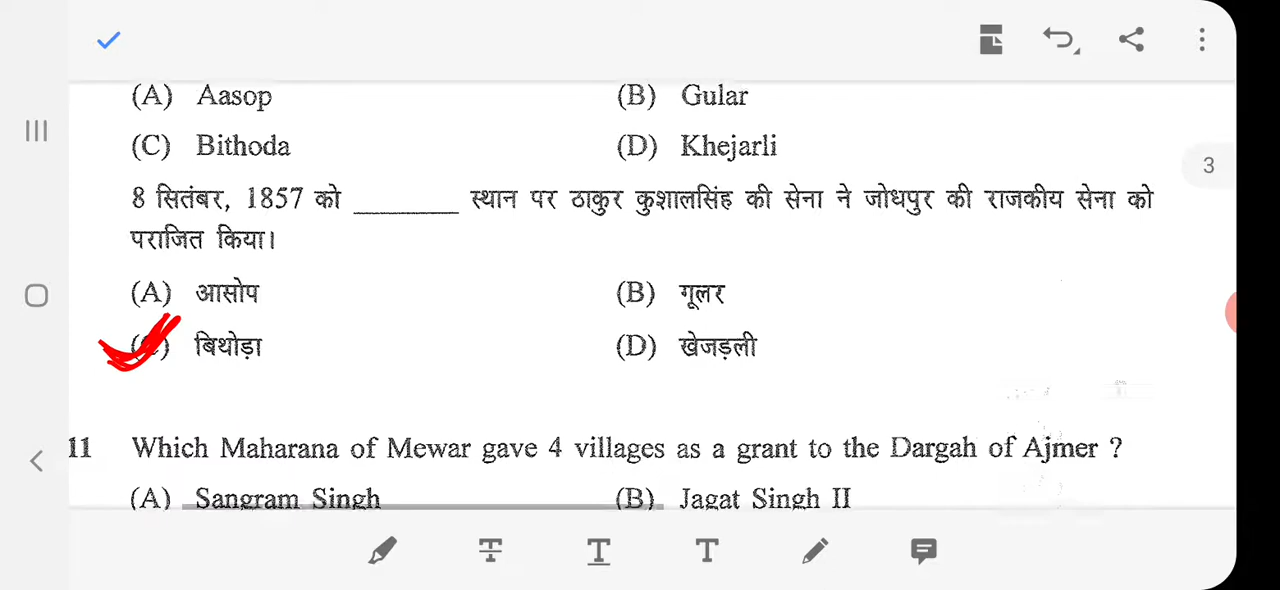 (A) Aasop (B) Gular
(C) Bithoda (D) Khejarli
3
8 सितंबर, 1857 को ________ स्थान पर ठाकुर कुशालसिंह की सेना ने जोधपुर की राजकीय सेना को
पराजित किया।
(A) आसोप (B) गूलर
(C) बिथोड़ा (D) खेजड़ली
11 Which Maharana of Mewar gave 4 villages as a grant to the Dargah of Ajmer ?
(A) Sangram Singh (B) Jagat Singh II